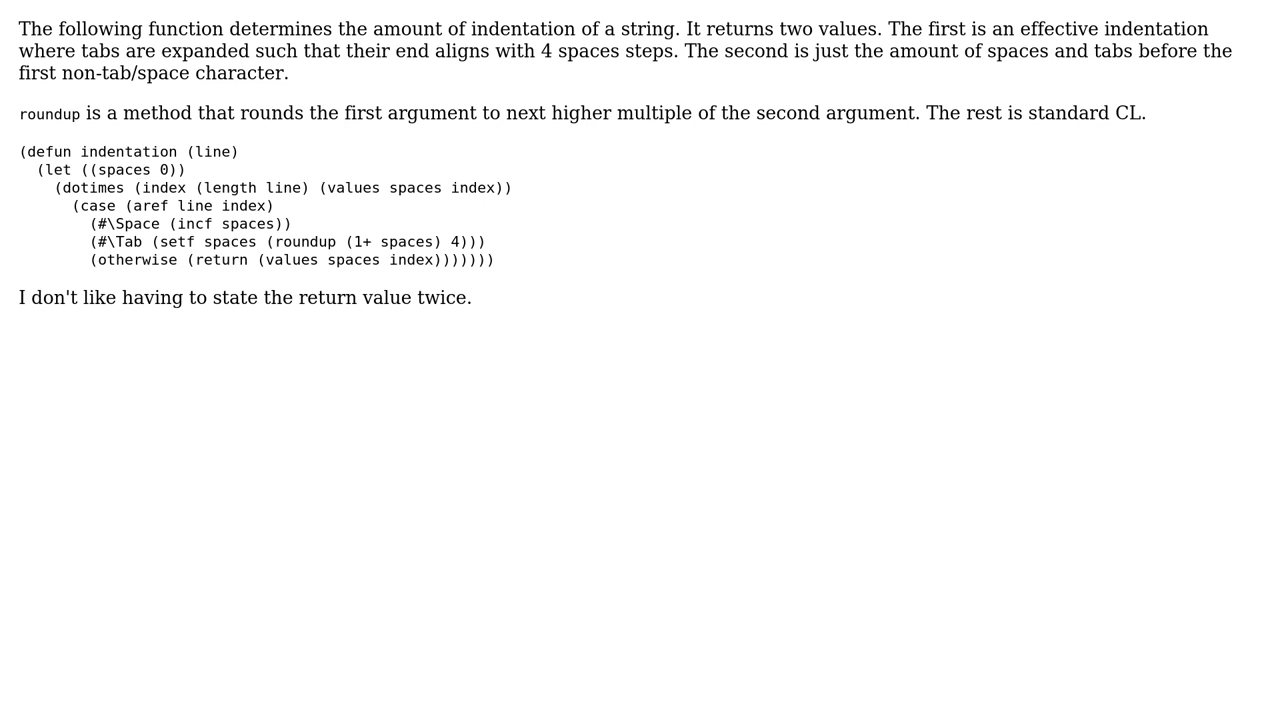 The following function determines the amount of indentation of a string. It returns two values. The first is an effective indentation
where tabs are expanded such that their end aligns with 4 spaces steps. The second is just the amount of spaces and tabs before the
first non-tab/space character.
roundup is a method that rounds the first argument to next higher multiple of the second argument. The rest is standard CL.
(defun indentation (line)
  (let ((spaces 0))
    (dotimes (index (length line) (values spaces index))
      (case (aref line index)
        (#\Space (incf spaces))
        (#\Tab (setf spaces (roundup (1+ spaces) 4)))
        (otherwise (return (values spaces index)))))))
I don't like having to state the return value twice.